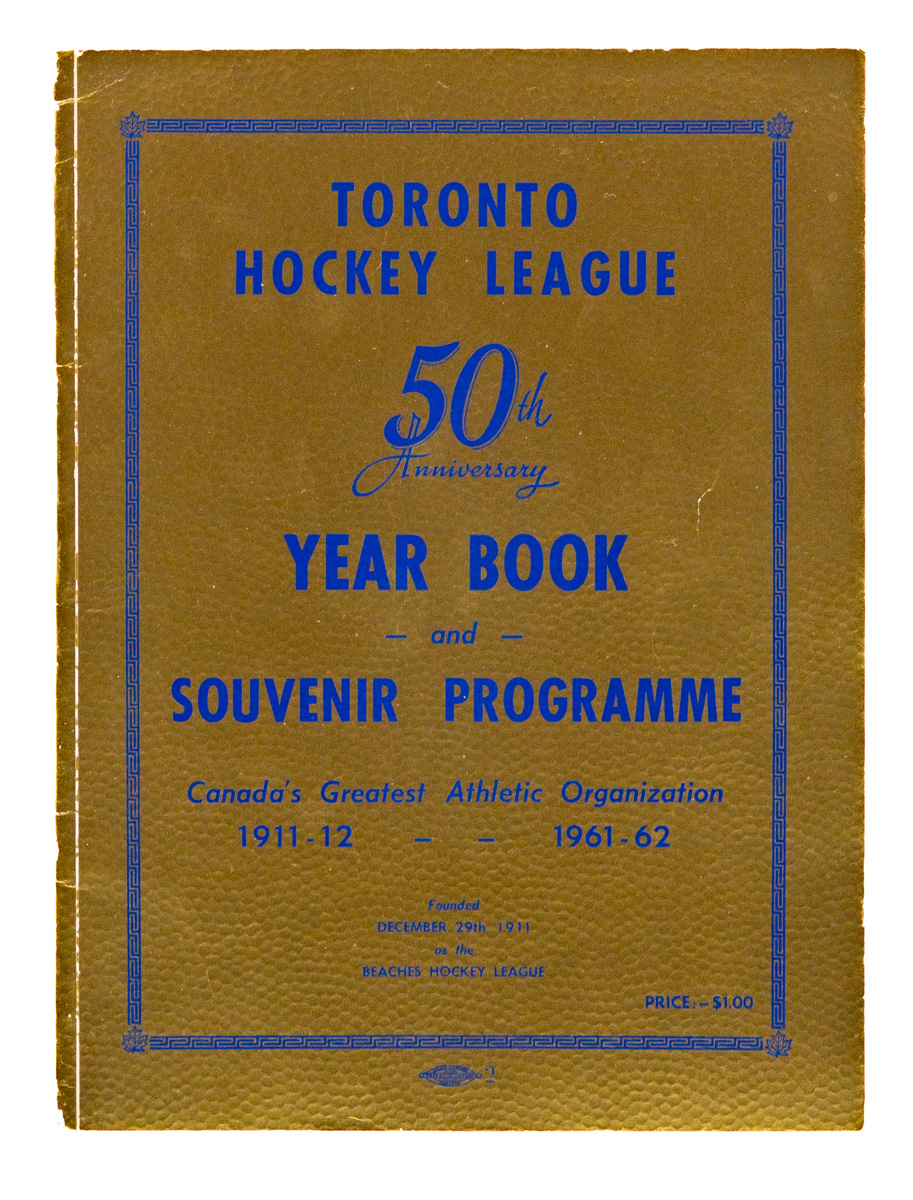 TORONTO
HOCKEY LEAGUE
50th
Anniversary
YEAR BOOK
— and —
SOUVENIR PROGRAMME
Canada's Greatest Athletic Organization
1911-12 – – 1961-62
Founded
DECEMBER 29th, 1911
as the
BEACHES HOCKEY LEAGUE
PRICE:—$1.00
2